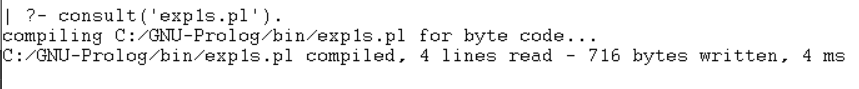 | ?- consult('exp1s.pl').
compiling C:/GNU-Prolog/bin/exp1s.pl for byte code...
C:/GNU-Prolog/bin/exp1s.pl compiled, 4 lines read - 716 bytes written, 4 ms